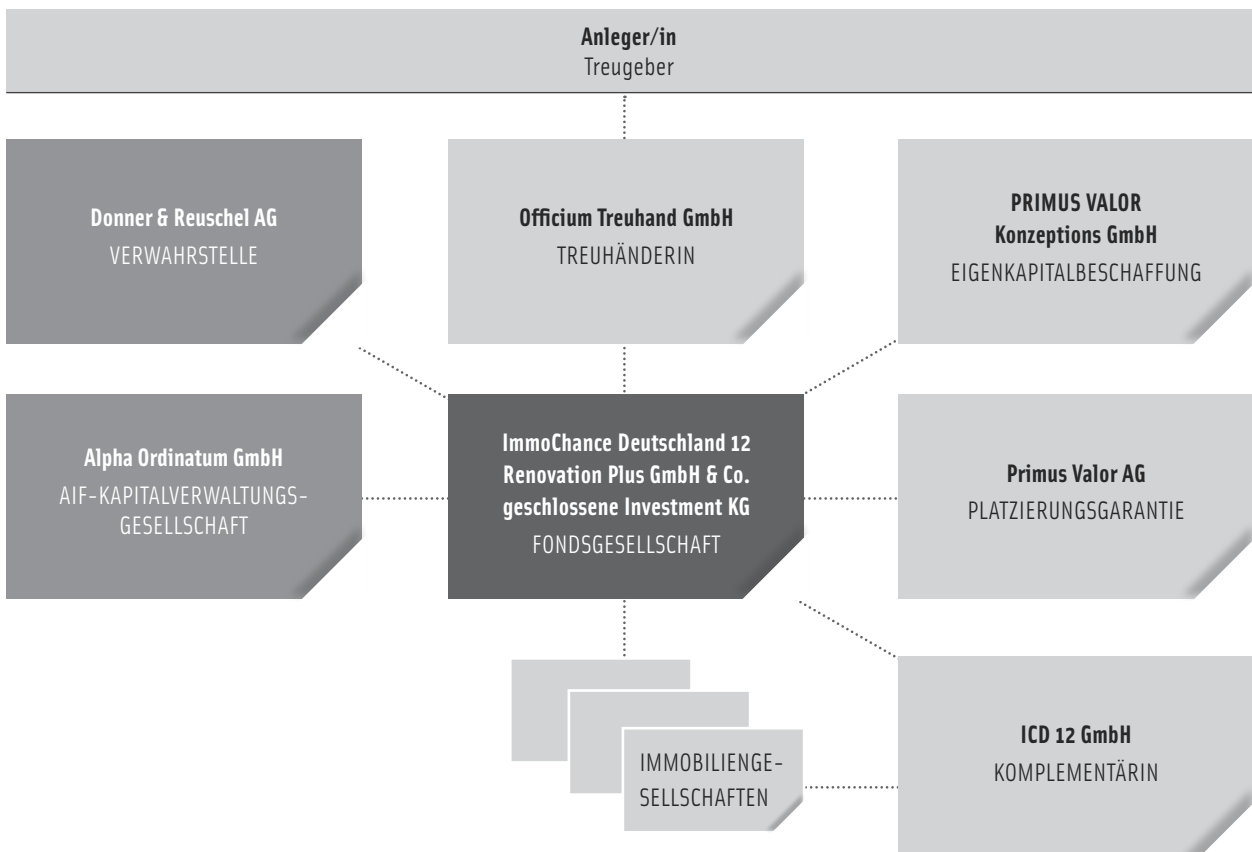 Anleger/in
Treugeber
Donner & Reuschel AG
VERWAHRSTELLE
Officium Treuhand GmbH
TREUHÄNDERIN
PRIMUS VALOR
Konzeptions GmbH
EIGENKAPITALBESCHAFFUNG
Alpha Ordinatum GmbH
AIF-KAPITALVERWALTUNGS-
GESELLSCHAFT
ImmoChance Deutschland 12
Renovation Plus GmbH & Co.
geschlossene Investment KG
FONDSGESELLSCHAFT
Primus Valor AG
PLATZIERUNGSGARANTIE
IMMOBILIENGE-
SELLSCHAFTEN
ICD 12 GmbH
KOMPLEMENTÄRIN